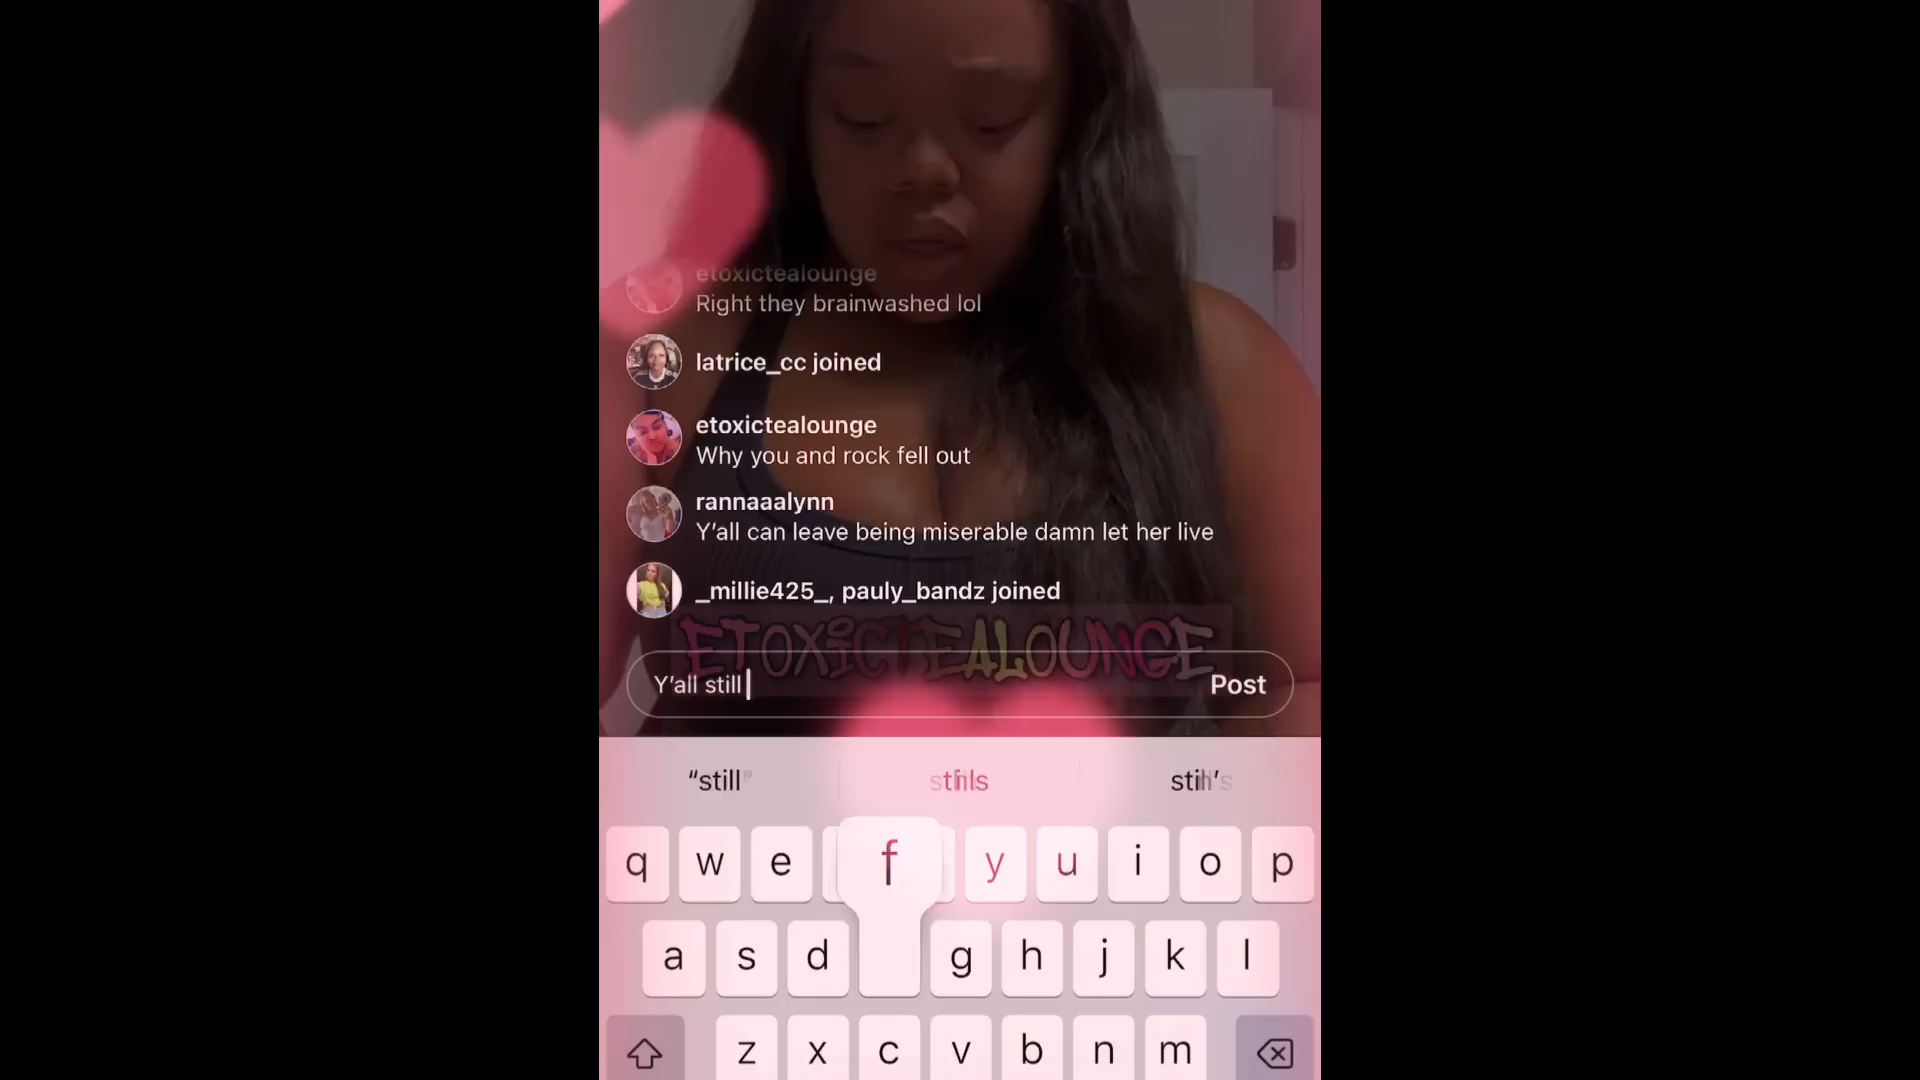 etoxictealounge
Right they brainwashed lol
latrice_cc joined
etoxictealounge
Why you and rock fell out
rannaaalynn
Y’all can leave being miserable damn let her live
_millie425_, pauly_bandz joined
ETOXICTEALOUNGE
Y’all still
Post
“still”
q w e f y u i o p
a s d g h j k l
z x c v b n m